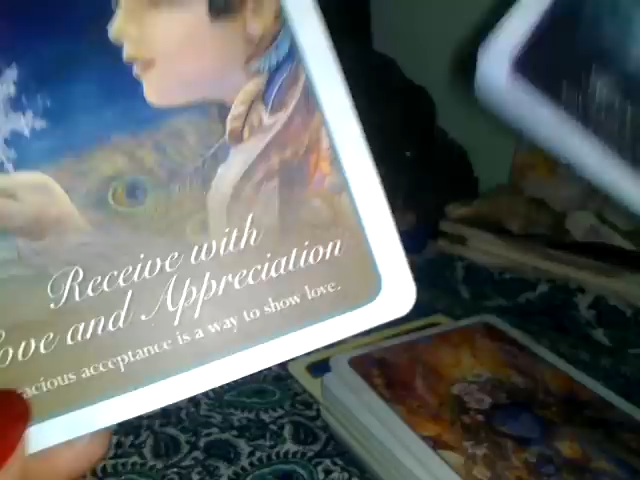 Receive with
ove and Appreciation
acious acceptance is a way to show love.